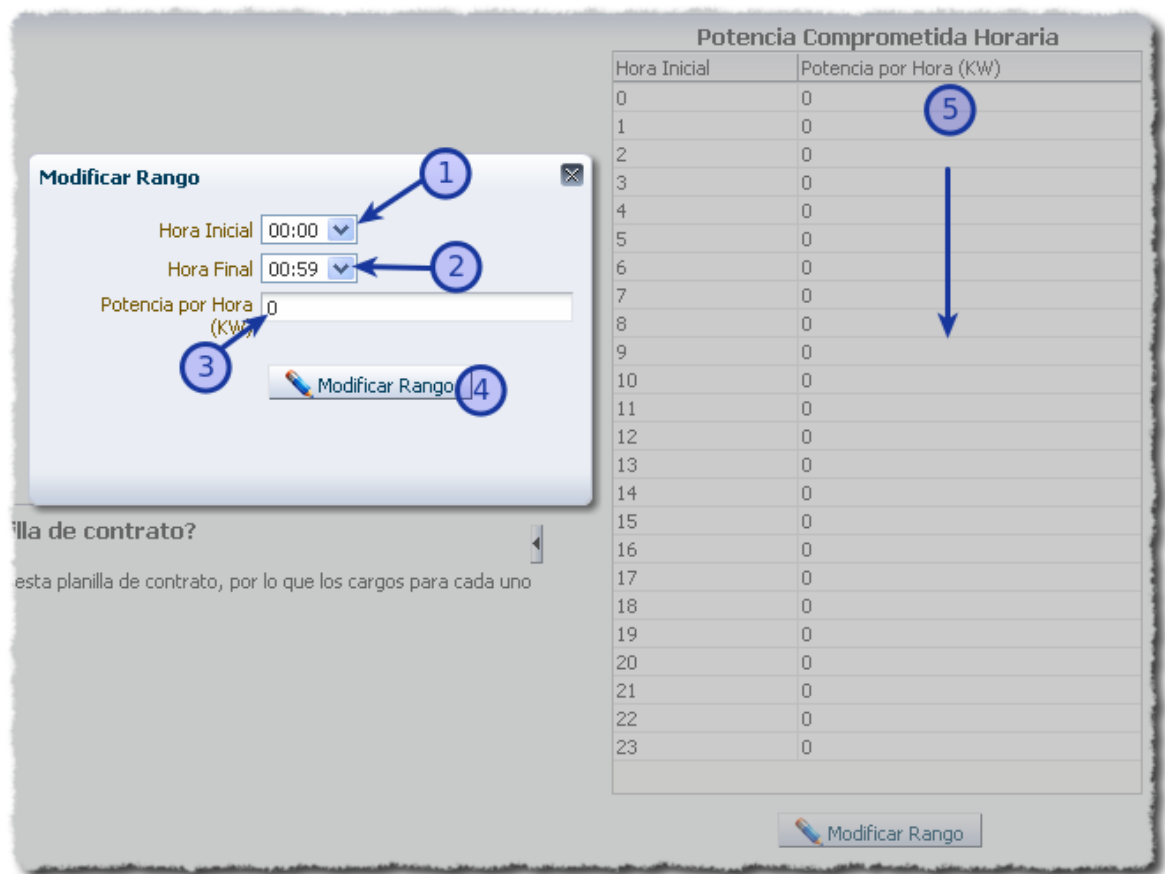 Potencia Comprometida Horaria
Hora Inicial Potencia por Hora (KW)
0 0
1 0
2 0
3 0
4 0
5 0
6 0
7 0
8 0
9 0
10 0
11 0
12 0
13 0
14 0
15 0
16 0
17 0
18 0
19 0
20 0
21 0
22 0
23 0
5
Modificar Rango
Modificar Rango
1
Hora Inicial 00:00
Hora Final 00:59
2
Potencia por Hora 0
(KW)
3
Modificar Rango
4
illa de contrato?
esta planilla de contrato, por lo que los cargos para cada uno